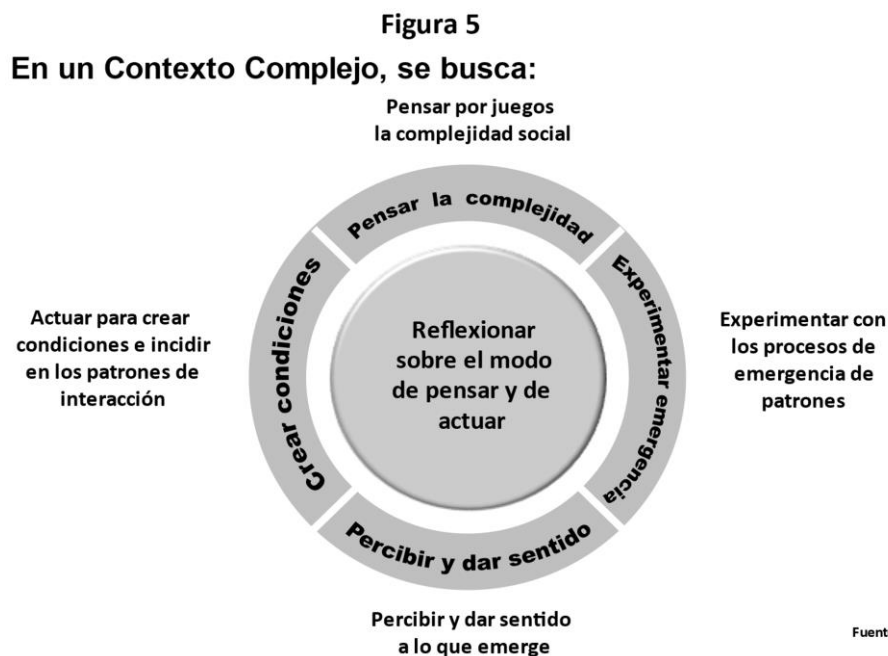 Figura 5
En un Contexto Complejo, se busca:
Pensar por juegos
la complejidad social
Pensar la complejidad
Experimentar emergencia
Experimentar con
los procesos de
emergencia de
patrones
Percibir y dar sentido
Percibir y dar sentido
a lo que emerge
Crear condiciones
Actuar para crear
condiciones e incidir
en los patrones de
interacción
Reflexionar
sobre el modo
de pensar y de
actuar